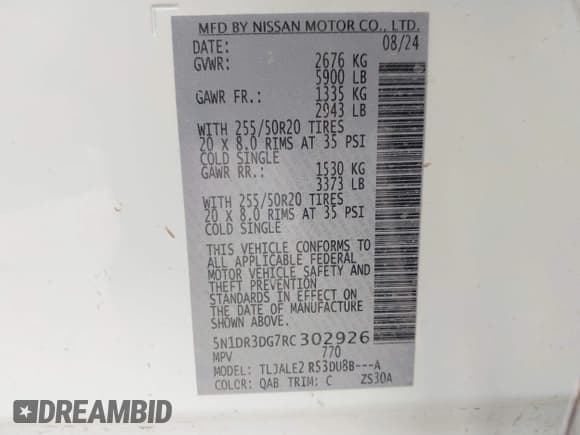 MFD BY NISSAN MOTOR CO., LTD.
DATE: 08/24
GVWR: 2676 KG
5900 LB
GAWR FR.: 1335 KG
2943 LB
WITH 255/50R20 TIRES
20 X 8.0 RIMS AT 35 PSI
COLD SINGLE
GAWR RR.: 1530 KG
3373 LB
WITH 255/50R20 TIRES
20 X 8.0 RIMS AT 35 PSI
COLD SINGLE
THIS VEHICLE CONFORMS TO
ALL APPLICABLE FEDERAL
MOTOR VEHICLE SAFETY AND
THEFT PREVENTION
STANDARDS IN EFFECT ON
THE DATE OF MANUFACTURE
SHOWN ABOVE.
5N1DR3DG7RC302926
MPV 770
MODEL: TLJALE2 R53DU8B---A
COLOR: QAB TRIM: C ZS30A
DREAMBID